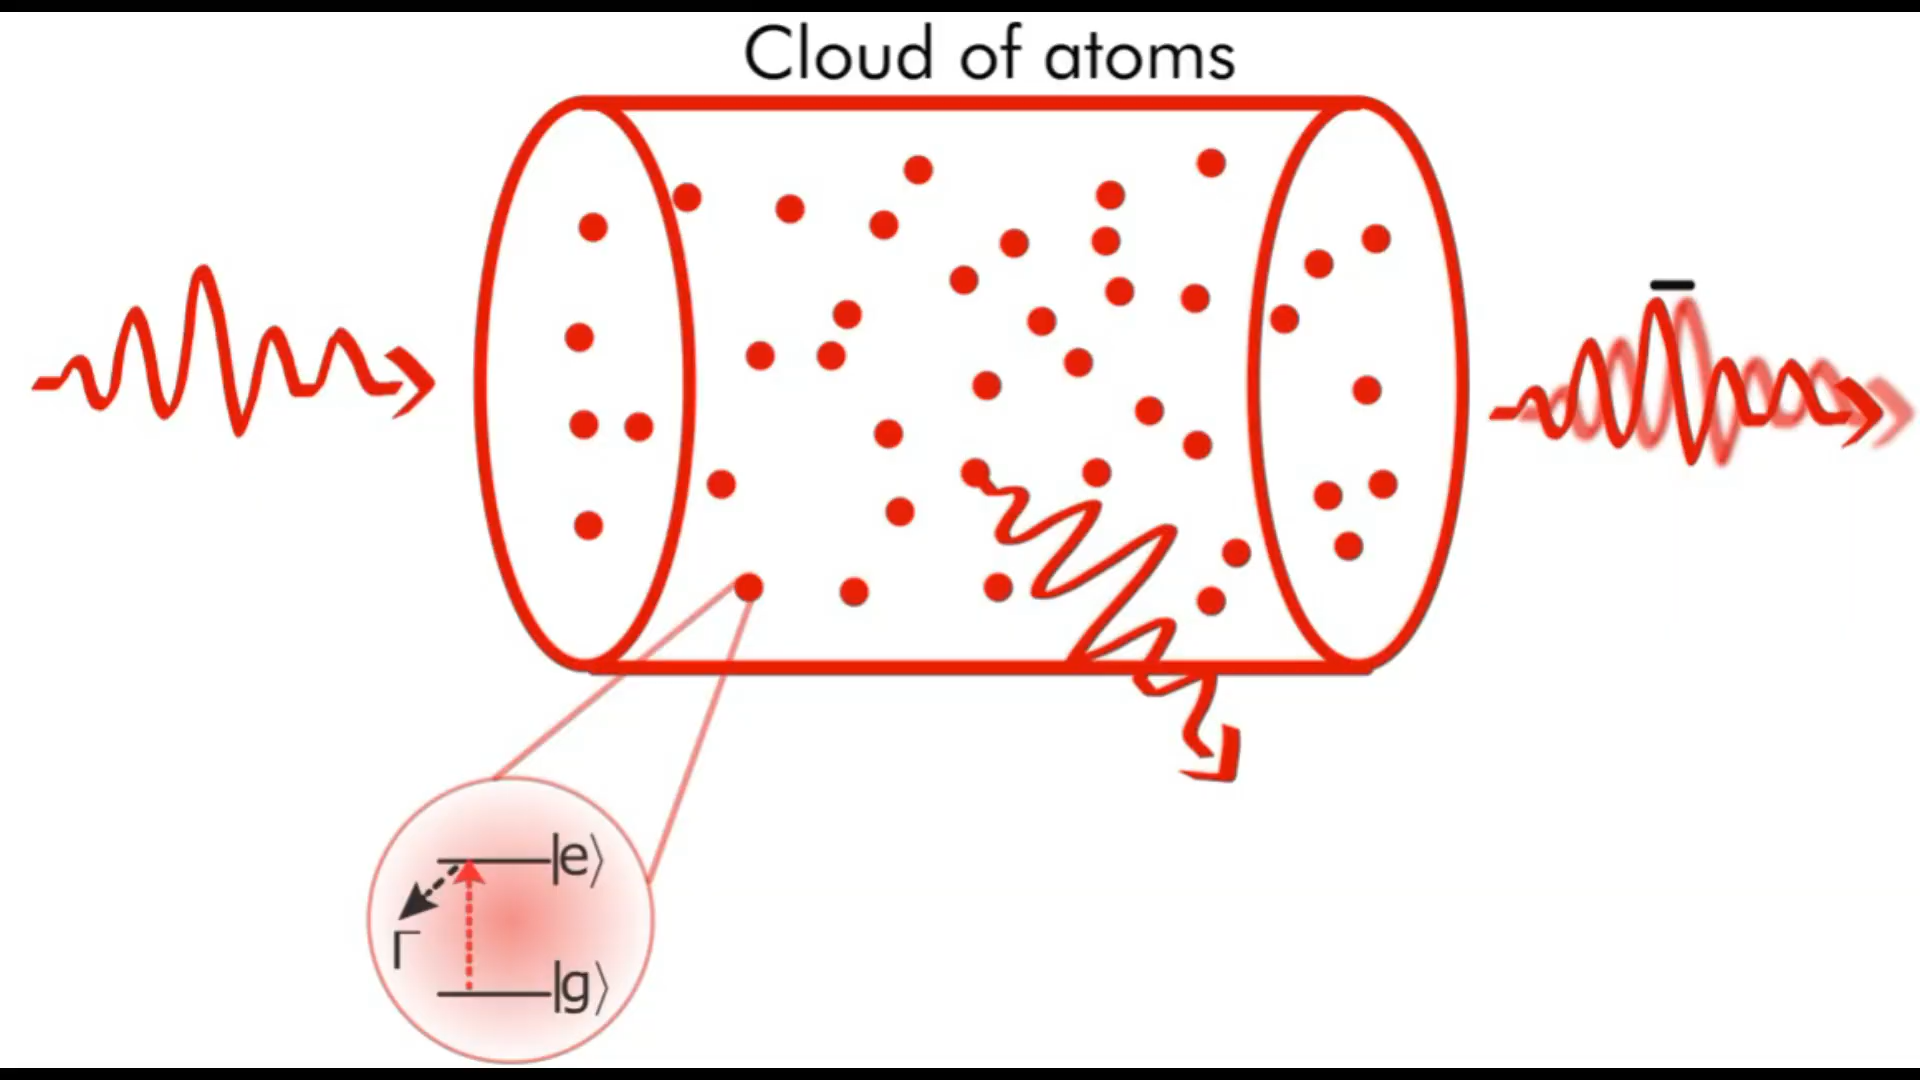 Cloud of atoms
|e⟩
Γ
|g⟩